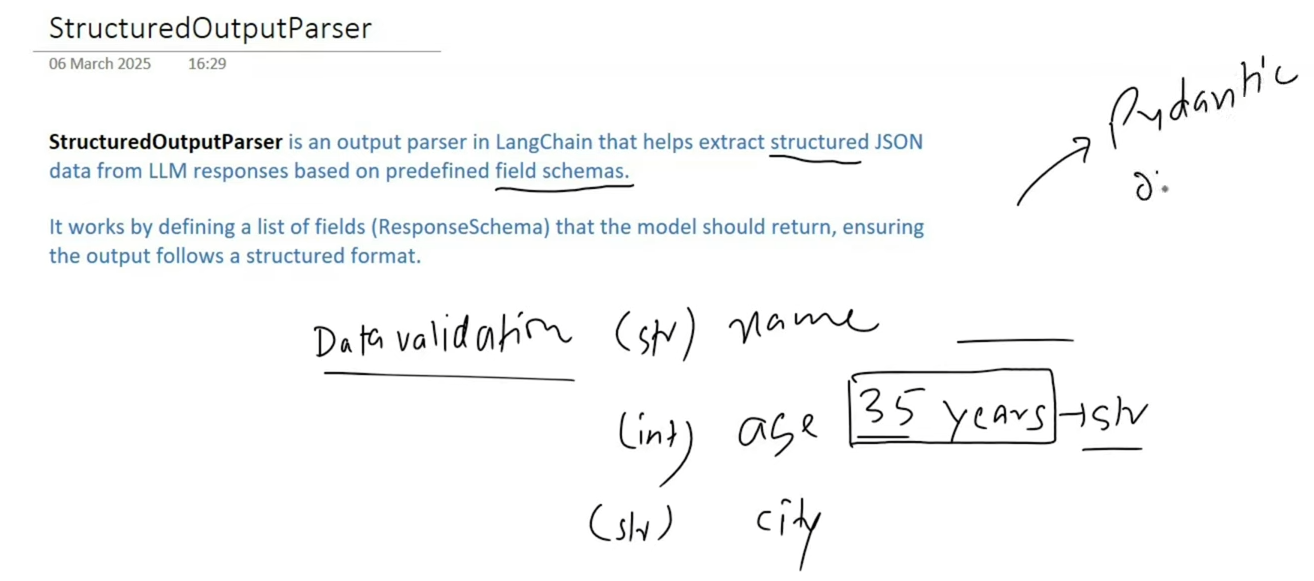 StructuredOutputParser
06 March 2025 16:29
StructuredOutputParser is an output parser in LangChain that helps extract structured JSON
data from LLM responses based on predefined field schemas.
It works by defining a list of fields (ResponseSchema) that the model should return, ensuring
the output follows a structured format.
Pydantic
Data validation (str) name
(int) age 35 years → str
(str) city